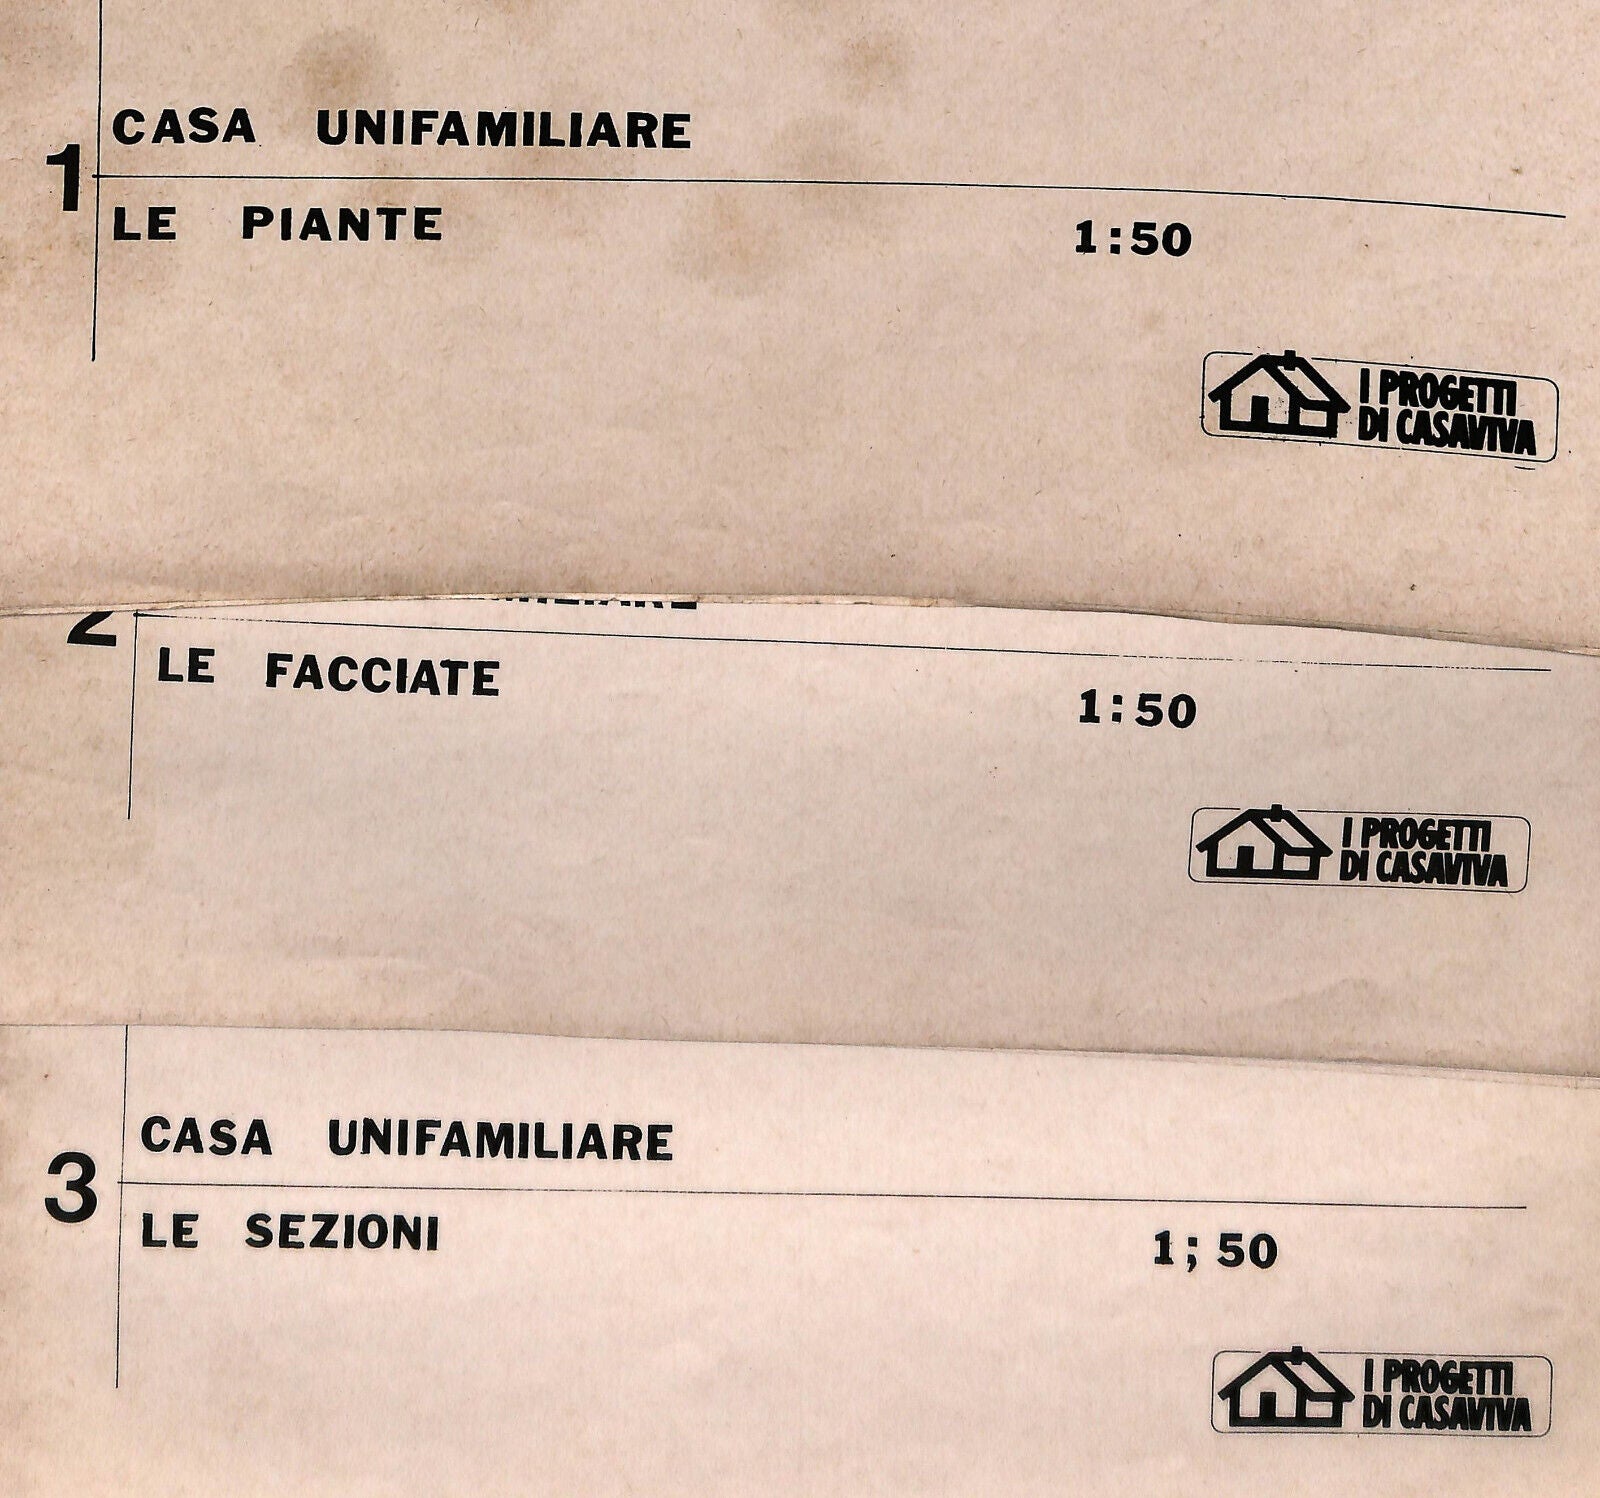 1
CASA UNIFAMILIARE
LE PIANTE 1:50
I PROGETTI
DI CASAVIVA
2
LE FACCIATE 1:50
I PROGETTI
DI CASAVIVA
3
CASA UNIFAMILIARE
LE SEZIONI 1; 50
I PROGETTI
DI CASAVIVA